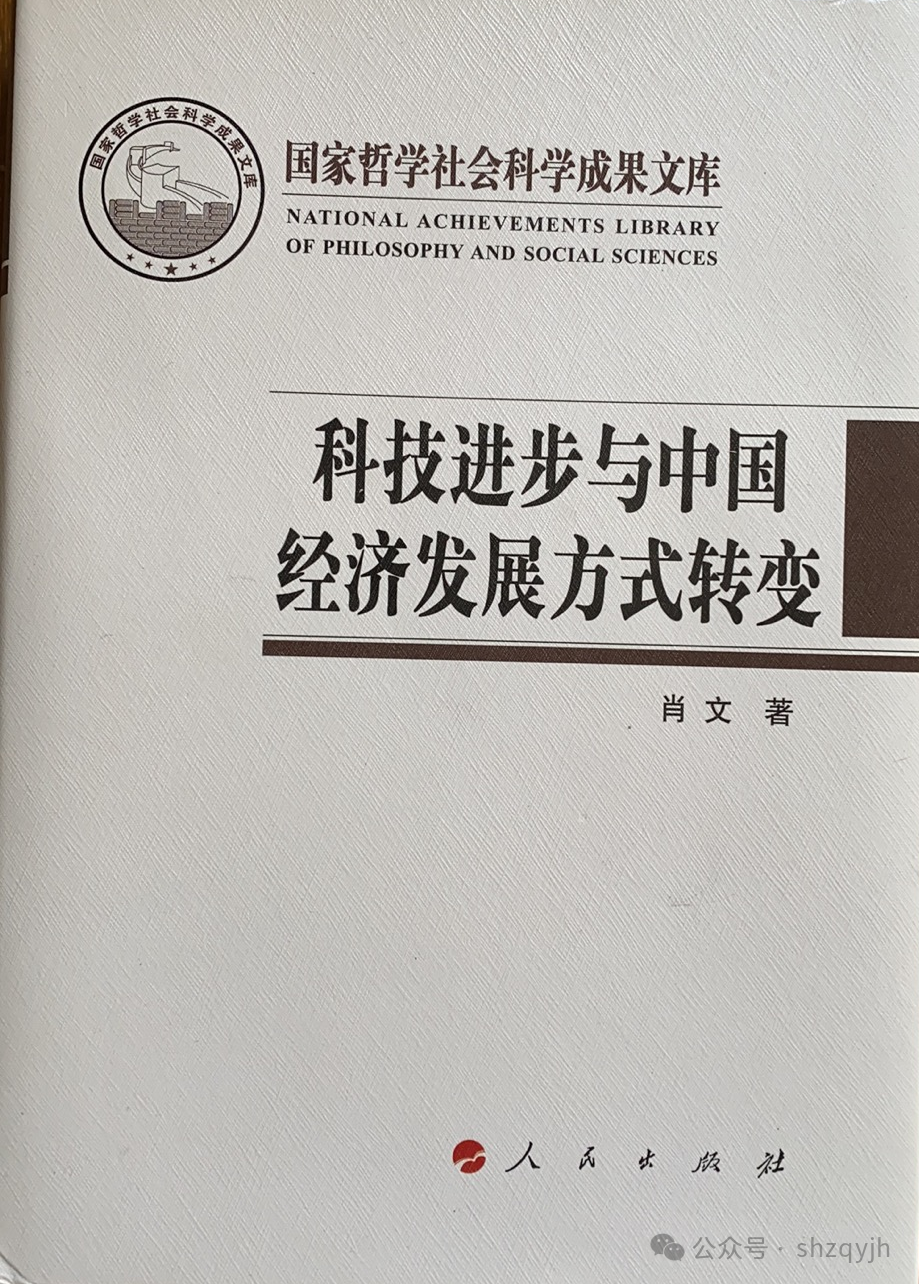 国家哲学社会科学成果文库
国家哲学社会科学成果文库
NATIONAL ACHIEVEMENTS LIBRARY
OF PHILOSOPHY AND SOCIAL SCIENCES
科技进步与中国
经济发展方式转变
肖文 著
人民出版社
公众号·shzqyjh